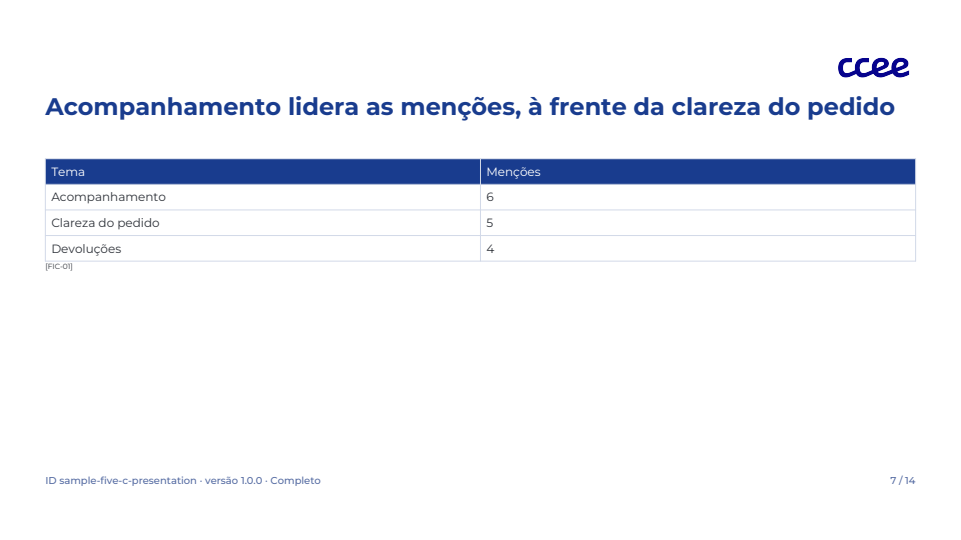 ccee
Acompanhamento lidera as menções, à frente da clareza do pedido
Tema Menções
Acompanhamento 6
Clareza do pedido 5
Devoluções 4
[FIC-01]
ID sample-five-c-presentation · versão 1.0.0 · Completo 7 / 14